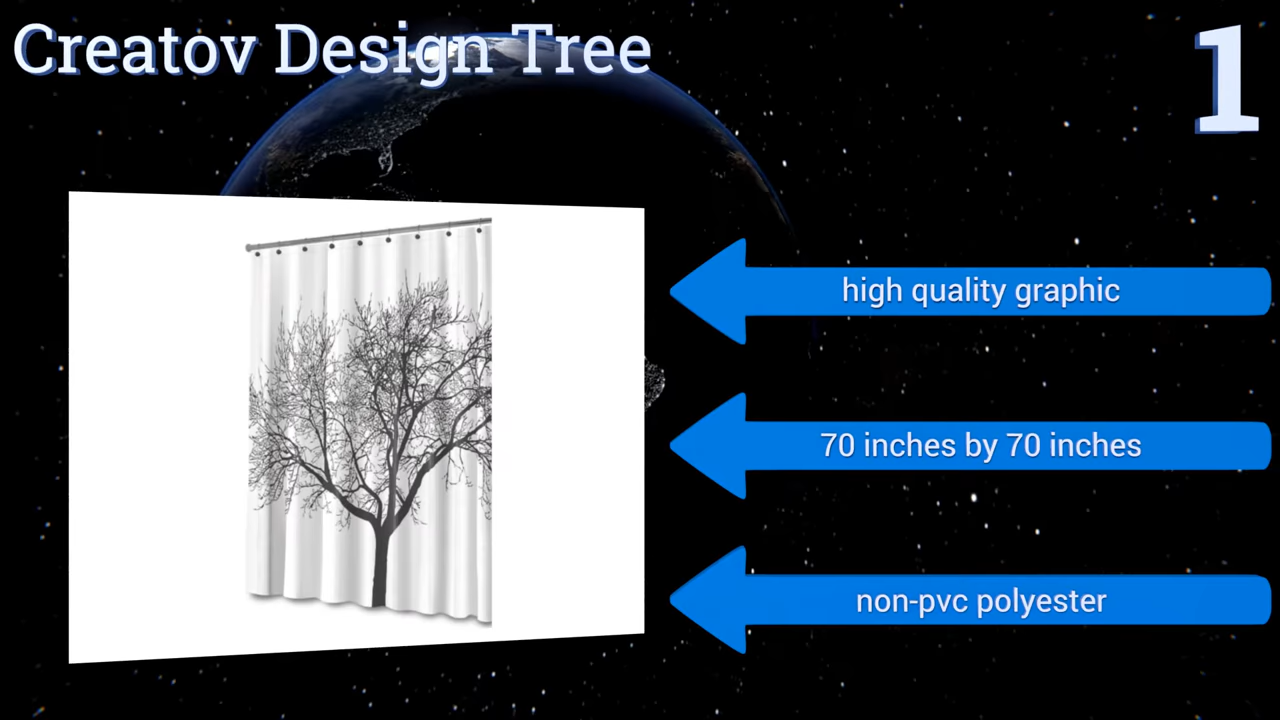 Creatov Design Tree
1
high quality graphic
70 inches by 70 inches
non-pvc polyester